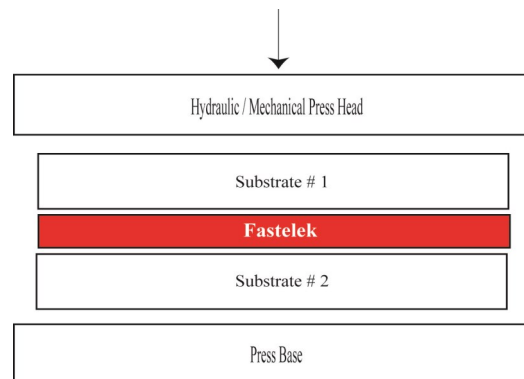 Hydraulic / Mechanical Press Head
Substrate # 1
Fastelek
Substrate # 2
Press Base